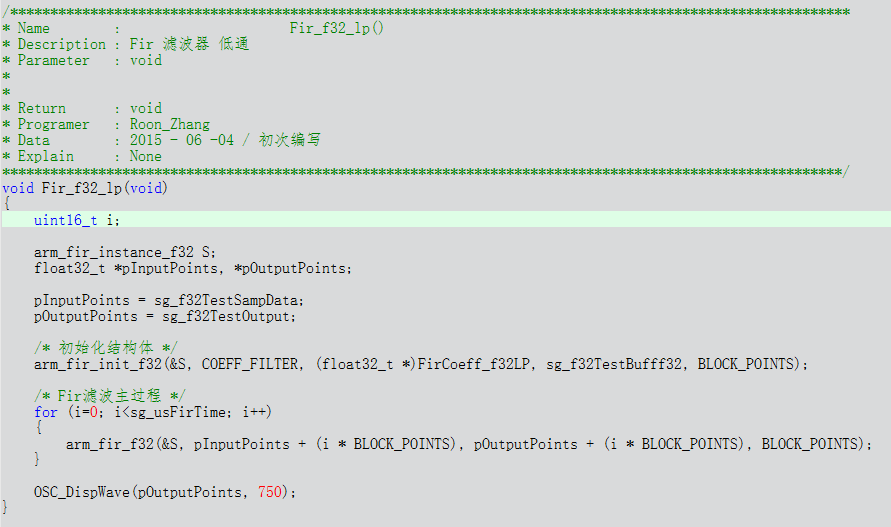 /*********************************************************************************************************
* Name        :                     Fir_f32_lp()
* Description : Fir 滤波器 低通
* Parameter   : void
*
*
* Return      : void
* Programer   : Roon_Zhang
* Data        : 2015 - 06 -04 / 初次编写
* Explain     : None
*********************************************************************************************************/
void Fir_f32_lp(void)
{
    uint16_t i;
    arm_fir_instance_f32 S;
    float32_t *pInputPoints, *pOutputPoints;
    pInputPoints = sg_f32TestSampData;
    pOutputPoints = sg_f32TestOutput;
    /* 初始化结构体 */
    arm_fir_init_f32(&S, COEFF_FILTER, (float32_t *)FirCoeff_f32LP, sg_f32TestBufff32, BLOCK_POINTS);
    /* Fir滤波主过程 */
    for (i=0; i<sg_usFirTime; i++)
    {
        arm_fir_f32(&S, pInputPoints + (i * BLOCK_POINTS), pOutputPoints + (i * BLOCK_POINTS), BLOCK_POINTS);
    }
    OSC_DispWave(pOutputPoints, 750);
}